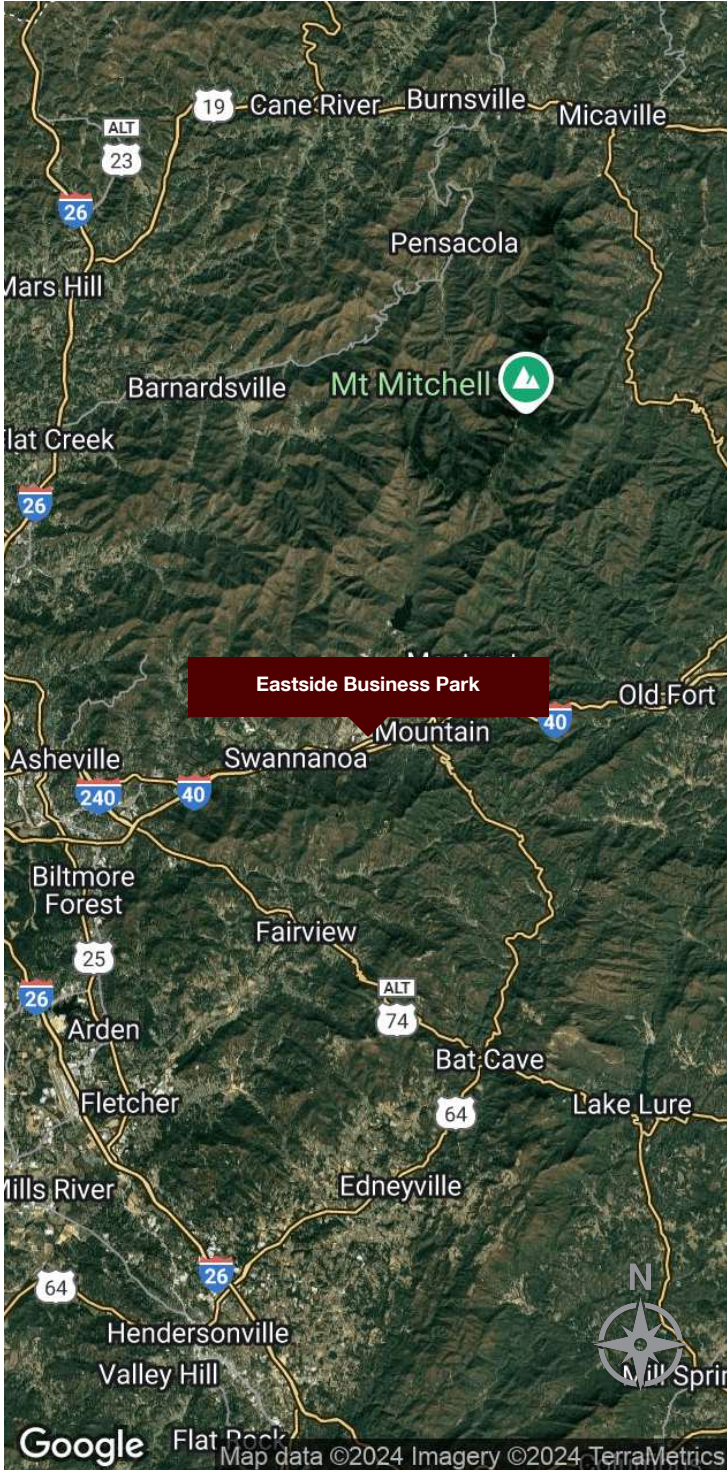 19
Cane River
Burnsville
Micaville
ALT
23
26
Pensacola
Mars Hill
Barnardsville
Mt Mitchell
Flat Creek
26
Eastside Business Park
Old Fort
40
Mountain
Asheville
Swannanoa
240
40
Biltmore
Forest
Fairview
25
26
ALT
74
Arden
Bat Cave
Fletcher
64
Lake Lure
Mills River
Edneyville
26
N
64
Hendersonville
Valley Hill
Mill Sprin
Flat Rock
Google
Map data ©2024 Imagery ©2024 TerraMetrics